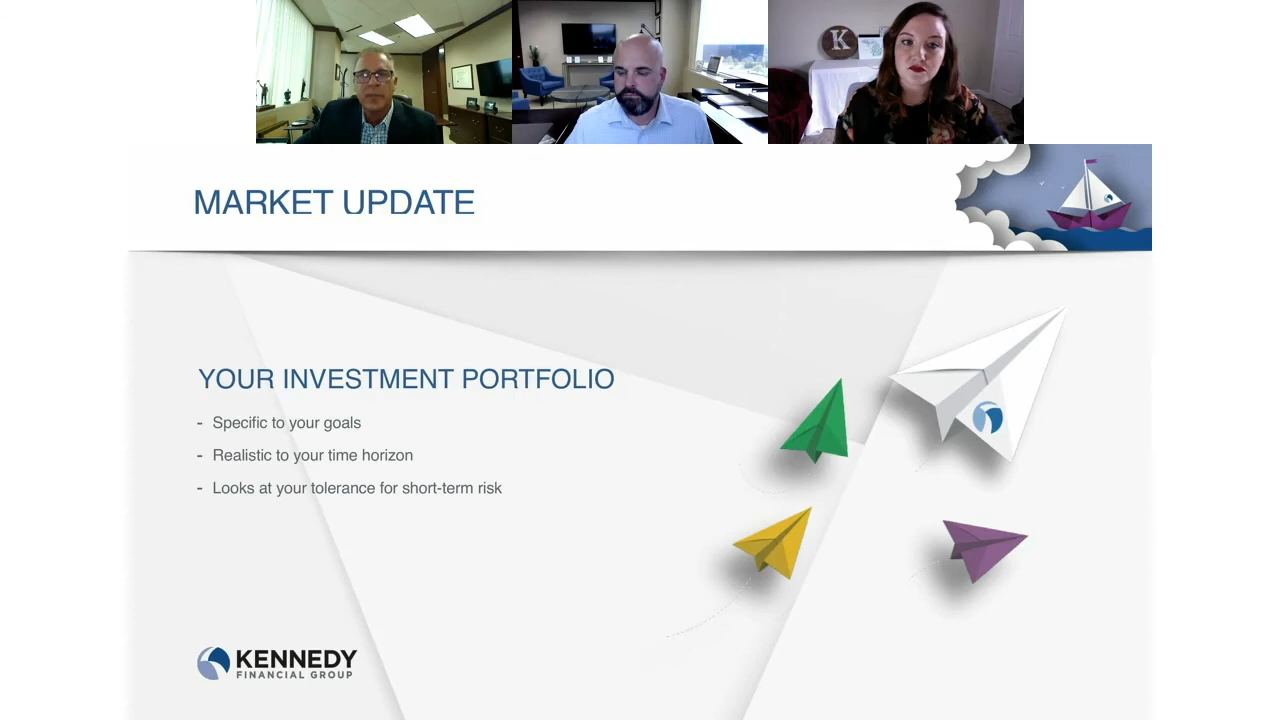 K
MARKET UPDATE
YOUR INVESTMENT PORTFOLIO
- Specific to your goals
- Realistic to your time horizon
- Looks at your tolerance for short-term risk
KENNEDY
FINANCIAL GROUP